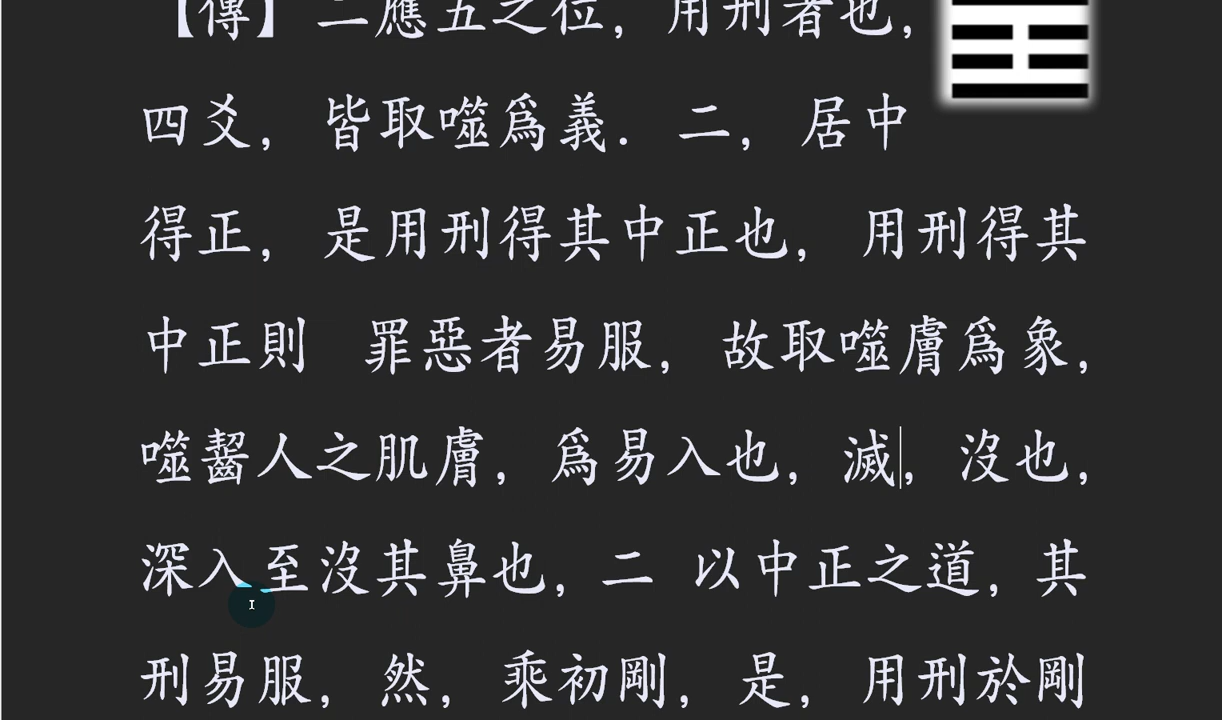 【傳】二應五之位，用刑者也，
四爻，皆取噬爲義．二，居中
得正，是用刑得其中正也，用刑得其
中正則　罪惡者易服，故取噬膚爲象，
噬齧人之肌膚，爲易入也，滅，沒也，
深入至沒其鼻也，二 以中正之道，其
刑易服，然，乘初剛，是，用刑於剛